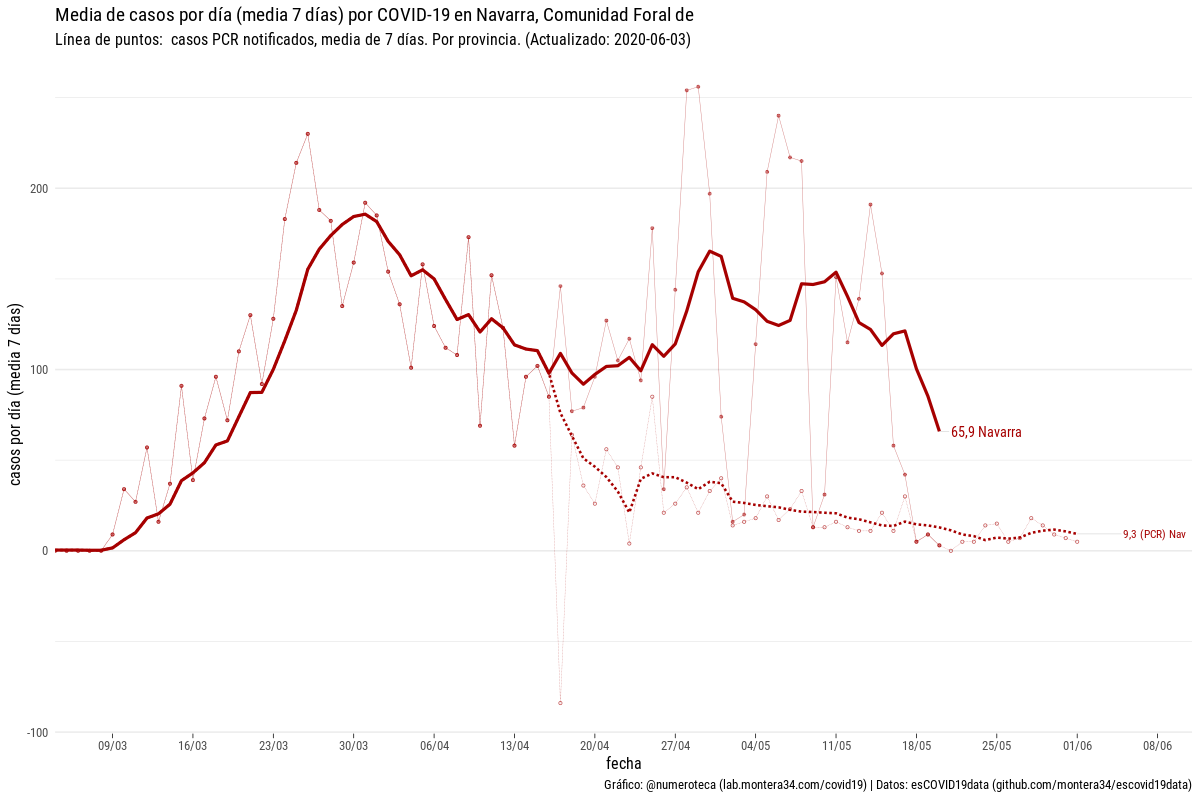 Media de casos por día (media 7 días) por COVID-19 en Navarra, Comunidad Foral de
Línea de puntos:  casos PCR notificados, media de 7 días. Por provincia. (Actualizado: 2020-06-03)
casos por día (media 7 días)
200
100
0
-100
65,9 Navarra
9,3 (PCR) Nav
09/03 16/03 23/03 30/03 06/04 13/04 20/04 27/04 04/05 11/05 18/05 25/05 01/06 08/06
fecha
Gráfico: @numeroteca (lab.montera34.com/covid19) | Datos: esCOVID19data (github.com/montera34/escovid19data)